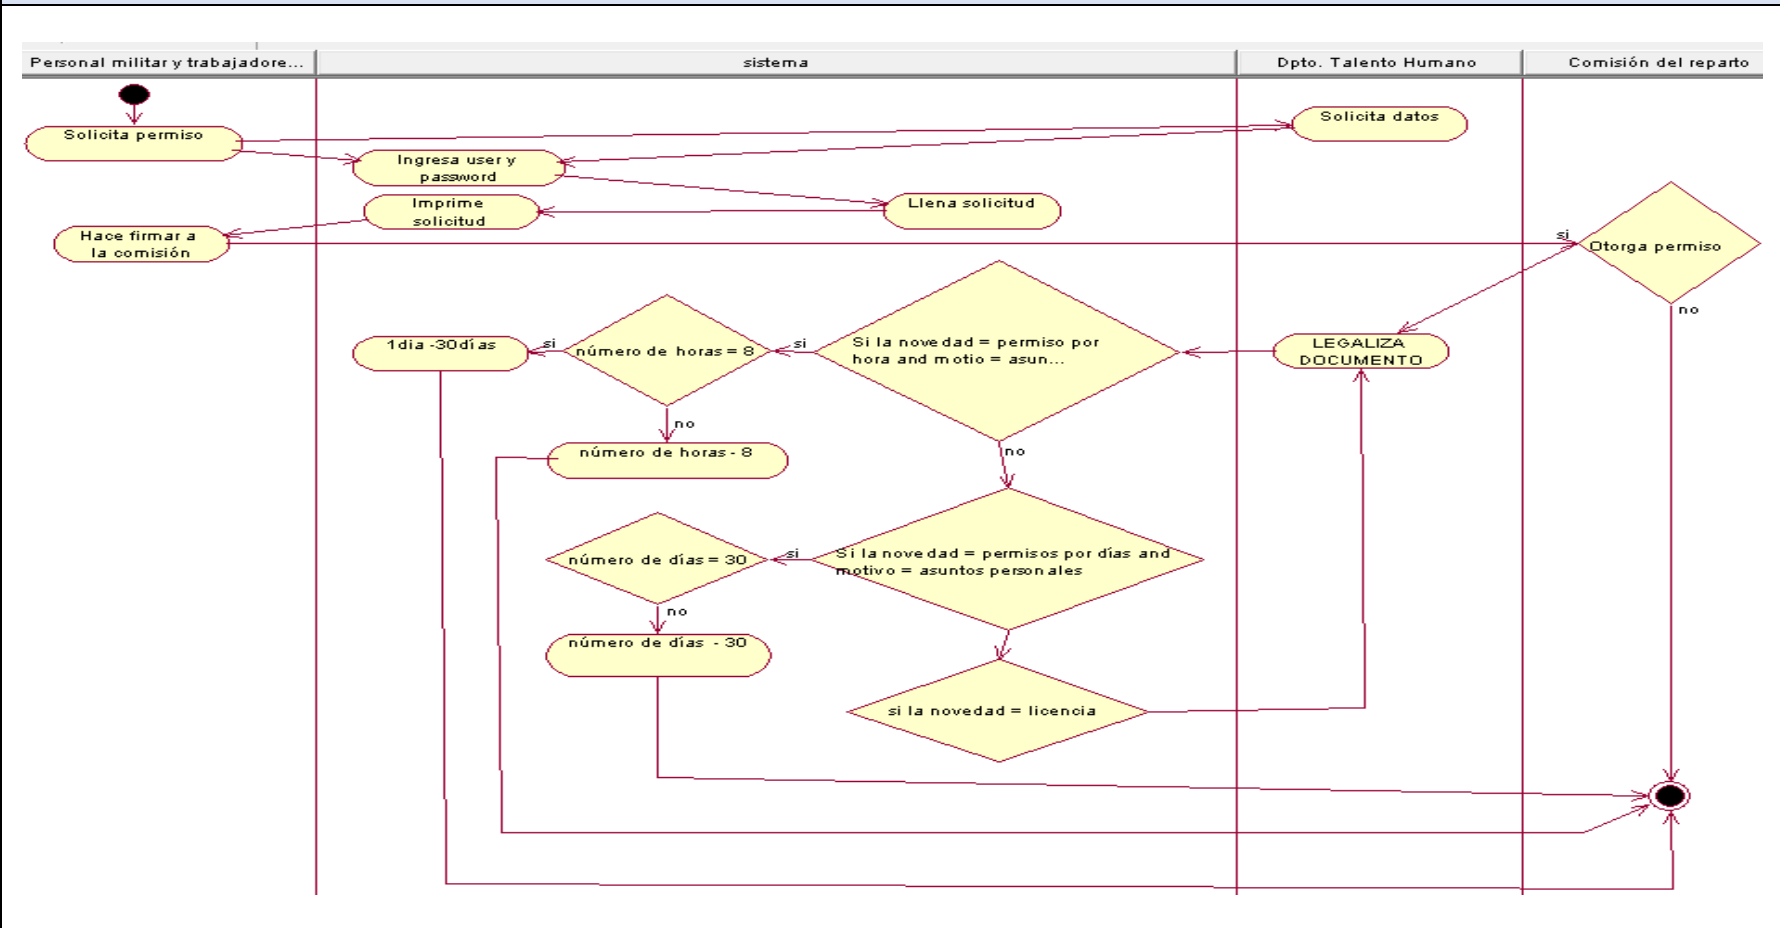 Personal militar y trabajadore...
sistema
Dpto. Talento Humano
Comisión del reparto
Solicita permiso
Solicita datos
Ingresa user y
password
Imprime
solicitud
Llena solicitud
Hace firmar a
la comisión
si
Otorga permiso
no
1dia -30días
si
número de horas = 8
si
Si la novedad = permiso por
hora and motio = asun...
LEGALIZA
DOCUMENTO
no
número de horas - 8
no
número de días = 30
si
Si la novedad = permisos por días and
motivo = asuntos personales
no
número de días - 30
si la novedad = licencia